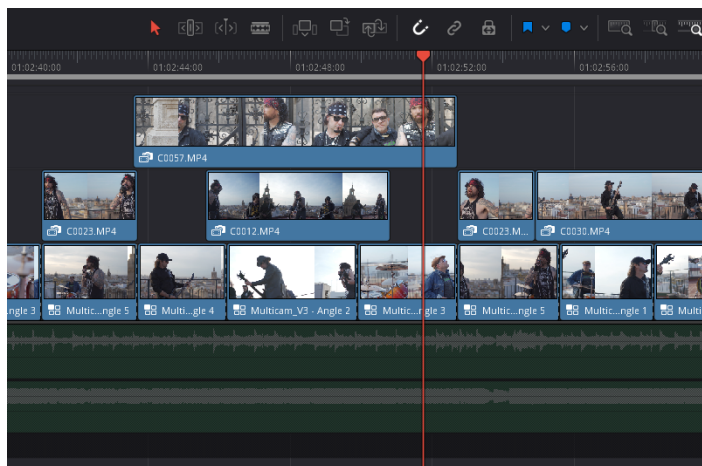 01:02:40:00 01:02:44:00 01:02:48:00 01:02:52:00 01:02:56:00
C0057.MP4
C0023.MP4 C0012.MP4 C0023.M... C0030.MP4
ngle 3 Multic...ngle 5 Multi...gle 4 Multicam_V3 - Angle 2 Multic...ngle 3 Multic...ngle 5 Multic...ngle 1 Multi